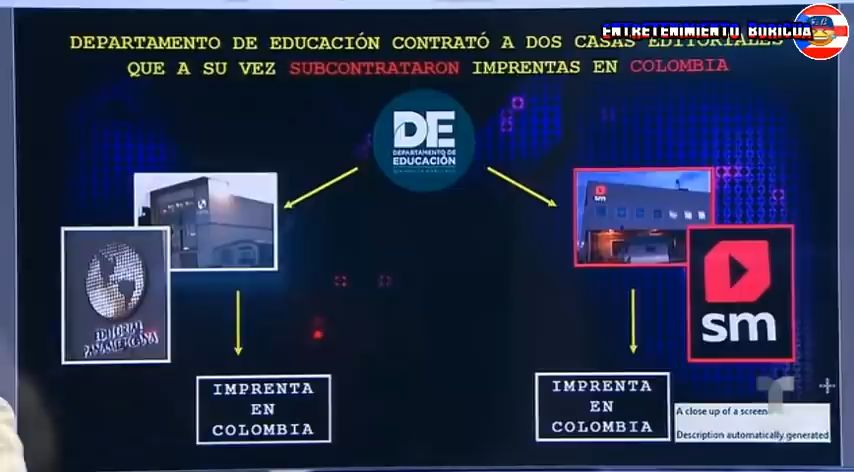 ENTRETENIMIENTO BORICUA
DEPARTAMENTO DE EDUCACIÓN CONTRATÓ A DOS CASAS EDITORIALES
QUE A SU VEZ SUBCONTRATARON IMPRENTAS EN COLOMBIA
DE
DEPARTAMENTO DE
EDUCACIÓN
sm
EDITORIAL
PANAMERICANA
sm
IMPRENTA
EN
COLOMBIA
IMPRENTA
EN
COLOMBIA
A close up of a screen
Description automatically generated